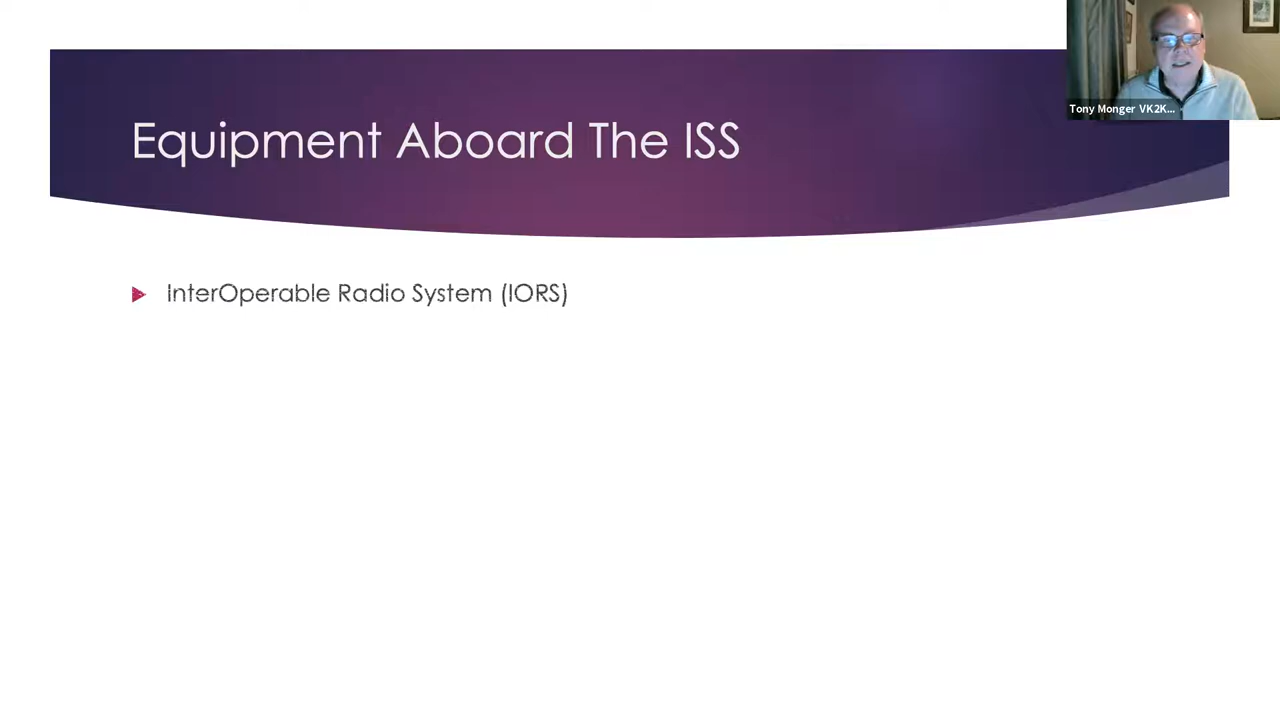 Equipment Aboard The ISS
Tony Monger VK2K...
InterOperable Radio System (IORS)